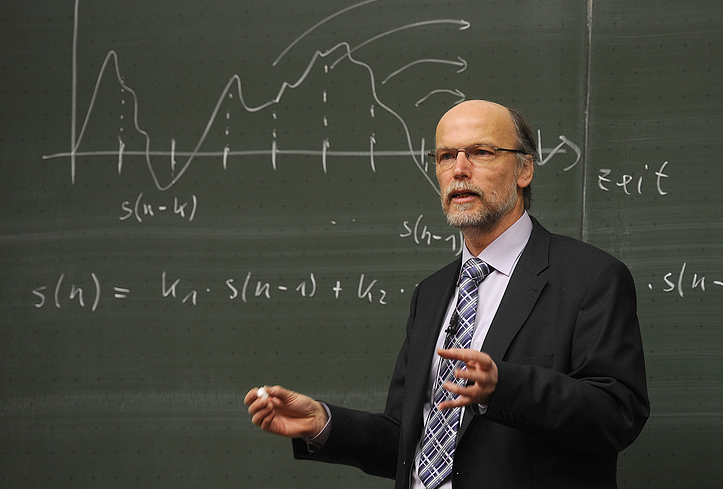 zeit
s(n-k)
s(n-1)
s(n) = k₁·s(n-1) + k₂· ·s(n-